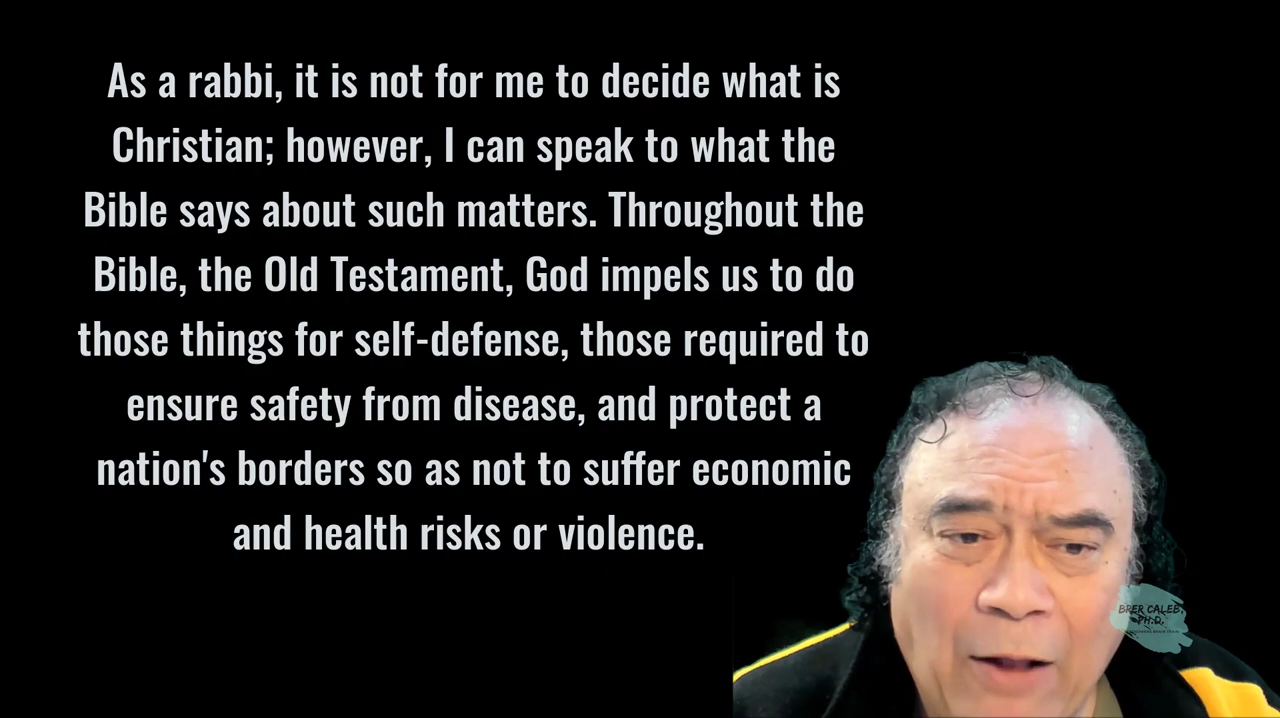 As a rabbi, it is not for me to decide what is
Christian; however, I can speak to what the
Bible says about such matters. Throughout the
Bible, the Old Testament, God impels us to do
those things for self-defense, those required to
ensure safety from disease, and protect a
nation's borders so as not to suffer economic
and health risks or violence.
BRER CALEB,
PH.D.